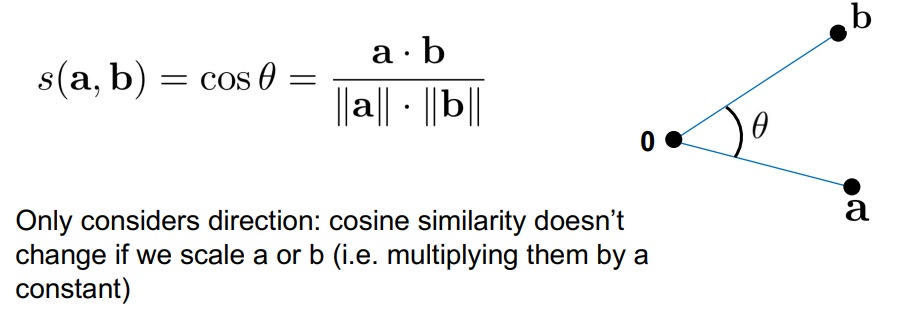 s(a, b) = cos θ = a · b / ‖a‖ · ‖b‖
b
0
θ
a
Only considers direction: cosine similarity doesn’t
change if we scale a or b (i.e. multiplying them by a
constant)